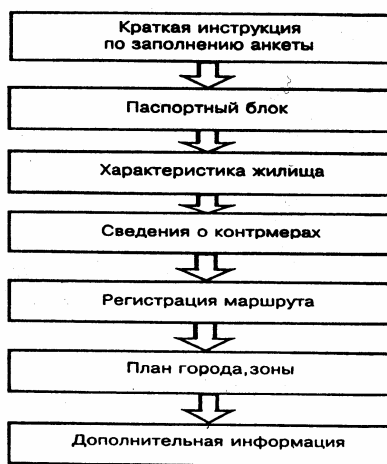 Краткая инструкция
по заполнению анкеты
Паспортный блок
Характеристика жилища
Сведения о контрмерах
Регистрация маршрута
План города,зоны
Дополнительная информация